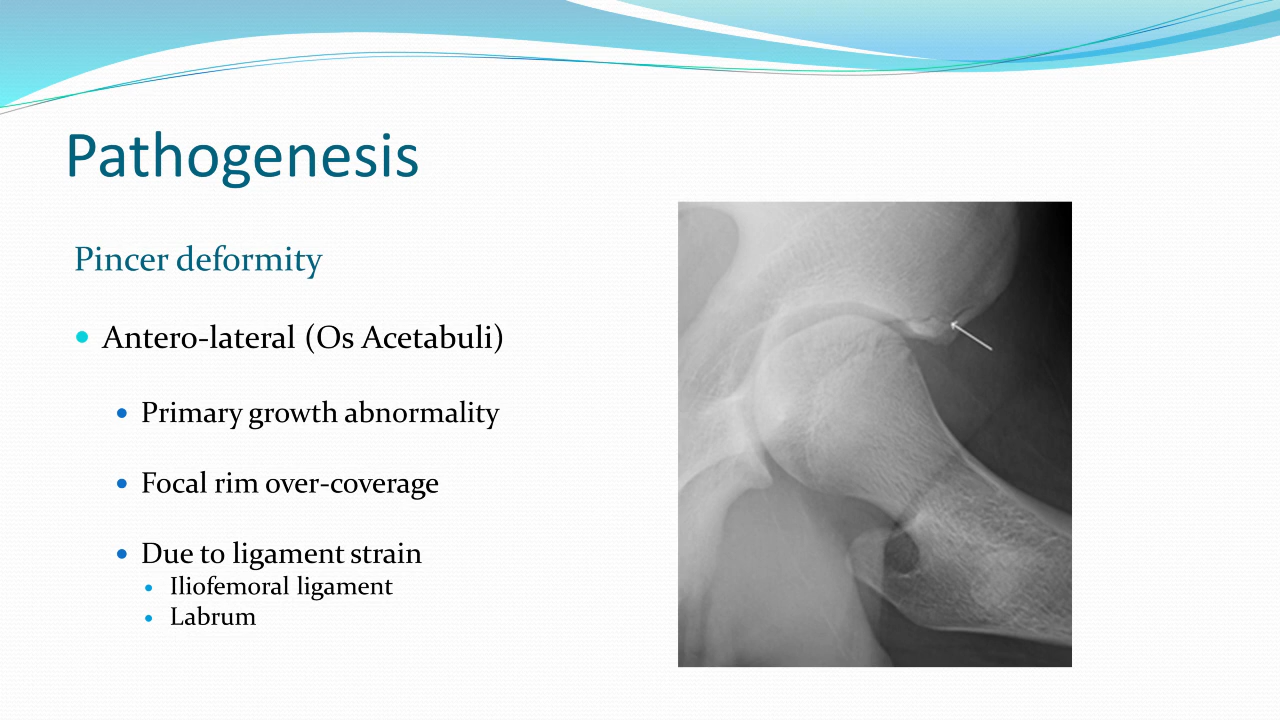 Pathogenesis
Pincer deformity
Antero-lateral (Os Acetabuli)
Primary growth abnormality
Focal rim over-coverage
Due to ligament strain
Iliofemoral ligament
Labrum